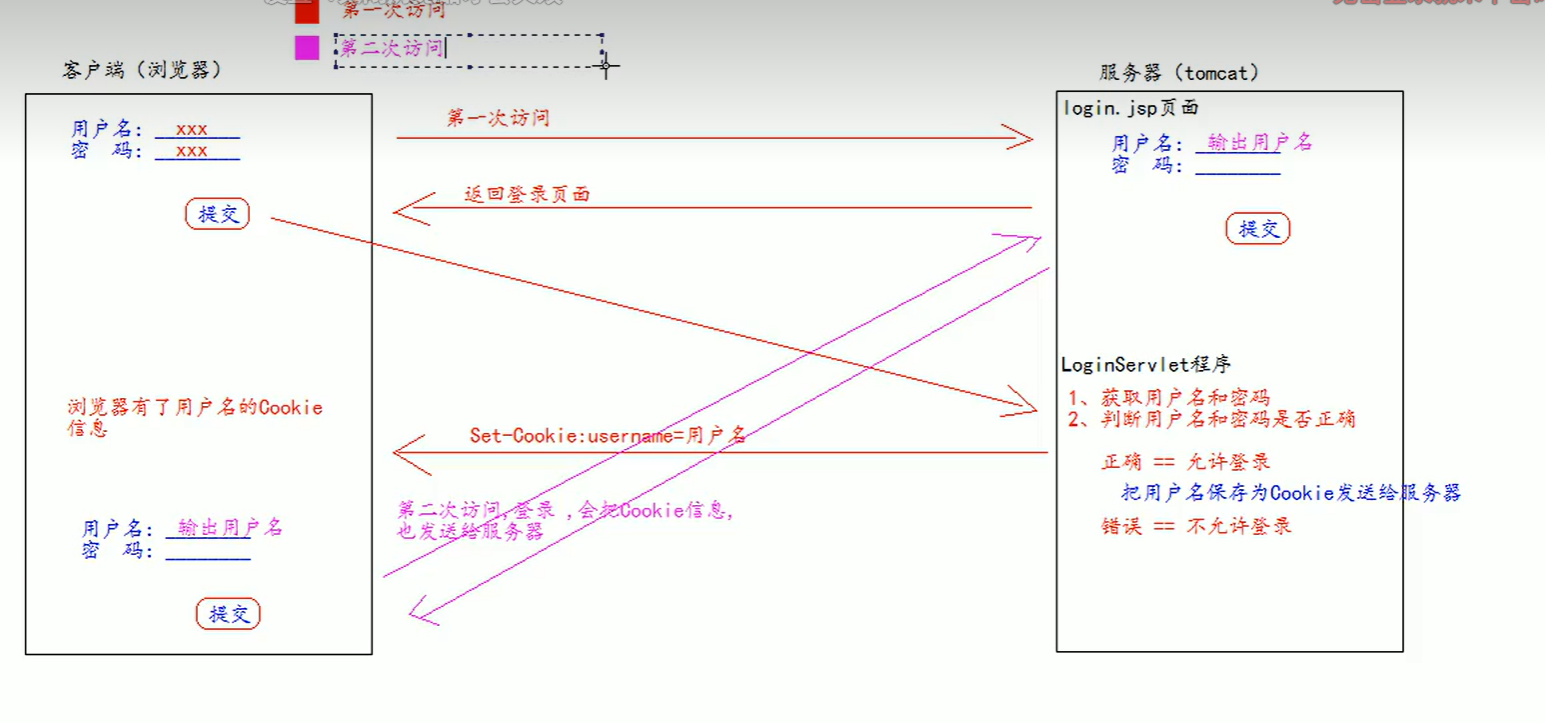 第一次访问
第二次访问
客户端（浏览器）
服务器（tomcat）
用户名: xxx
密 码: xxx
提交
第一次访问
返回登录页面
login.jsp页面
用户名: 输出用户名
密 码:
提交
浏览器有了用户名的Cookie
信息
Set-Cookie:username=用户名
LoginServlet程序
1、获取用户名和密码
2、判断用户名和密码是否正确
正确 == 允许登录
把用户名保存为Cookie发送给服务器
错误 == 不允许登录
第二次访问,登录 ,会把Cookie信息,
也发送给服务器
用户名: 输出用户名
密 码:
提交